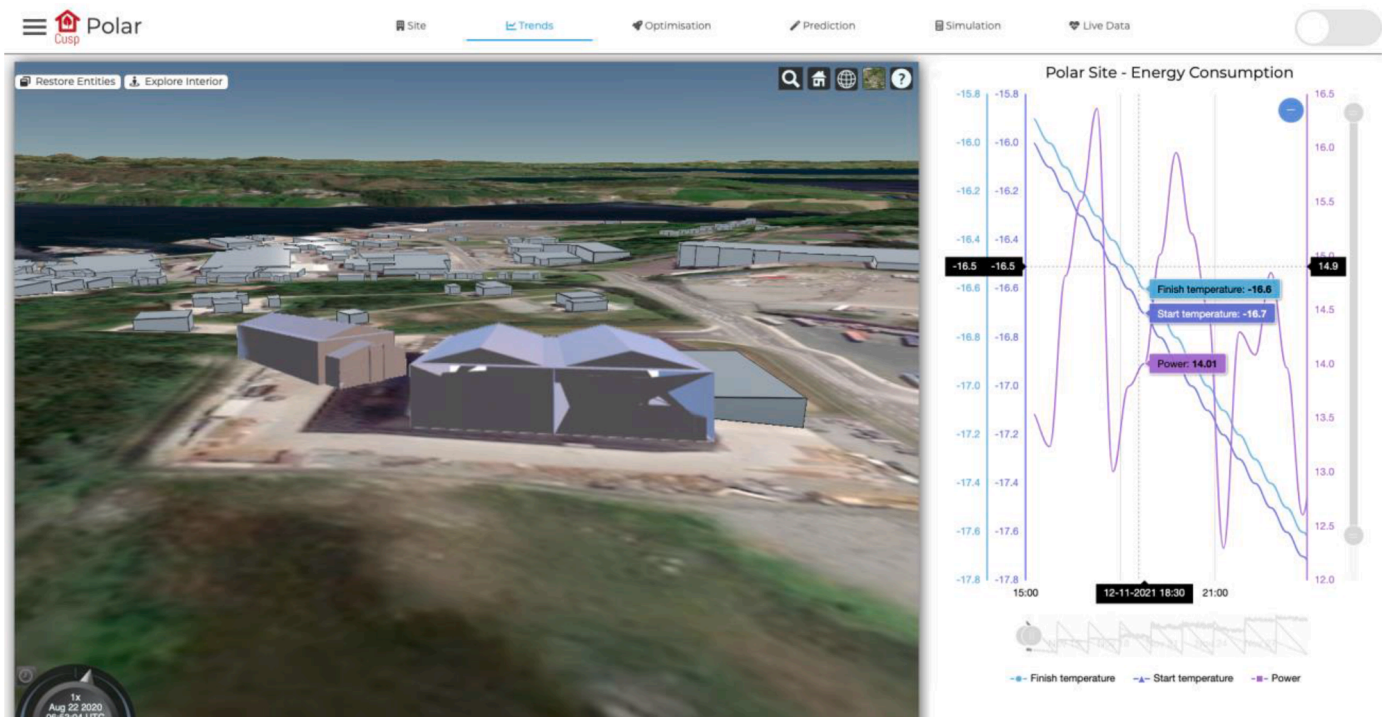 Polar
Cusp
Site
Trends
Optimisation
Prediction
Simulation
Live Data
Restore Entities
Explore Interior
?
Polar Site - Energy Consumption
-15.8 -15.8 16.5
-16.0 -16.0 16.0
-16.2 -16.2 15.5
-16.4 -16.4
-16.5 -16.5 14.9
-16.6 -16.6 14.5
-16.8 -16.8 14.0
-17.0 -17.0 13.5
-17.2 -17.2 13.0
-17.4 -17.4 12.5
-17.6 -17.6
-17.8 -17.8 12.0
Finish temperature: -16.6
Start temperature: -16.7
Power: 14.01
15:00 12-11-2021 18:30 21:00
Finish temperature Start temperature Power
1x
Aug 22 2020